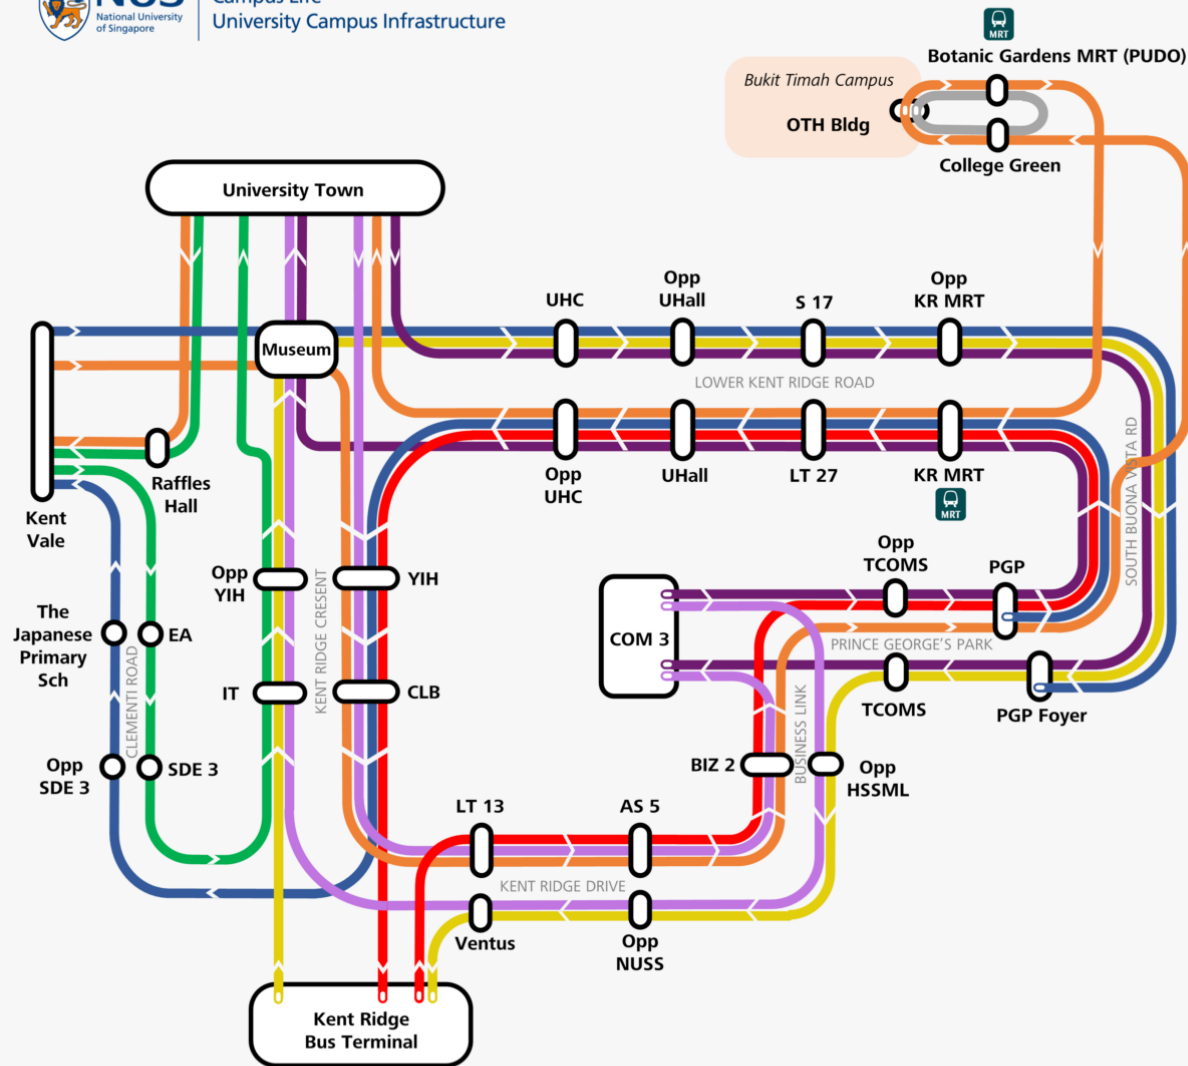 NUS
National University
of Singapore
Campus Life
University Campus Infrastructure
MRT
Botanic Gardens MRT (PUDO)
Bukit Timah Campus
OTH Bldg
College Green
University Town
UHC
Opp
UHall
S 17
Opp
KR MRT
Museum
LOWER KENT RIDGE ROAD
Opp
UHC
UHall
LT 27
KR MRT
MRT
SOUTH BUONA VISTA RD
Raffles
Hall
Kent
Vale
Opp
YIH
YIH
KENT RIDGE CRESENT
Opp
TCOMS
PGP
The
Japanese
Primary
Sch
EA
COM 3
PRINCE GEORGE'S PARK
CLEMENTI ROAD
IT
CLB
BUSINESS LINK
TCOMS
PGP Foyer
Opp
SDE 3
SDE 3
BIZ 2
Opp
HSSML
LT 13
AS 5
KENT RIDGE DRIVE
Ventus
Opp
NUSS
Kent Ridge
Bus Terminal